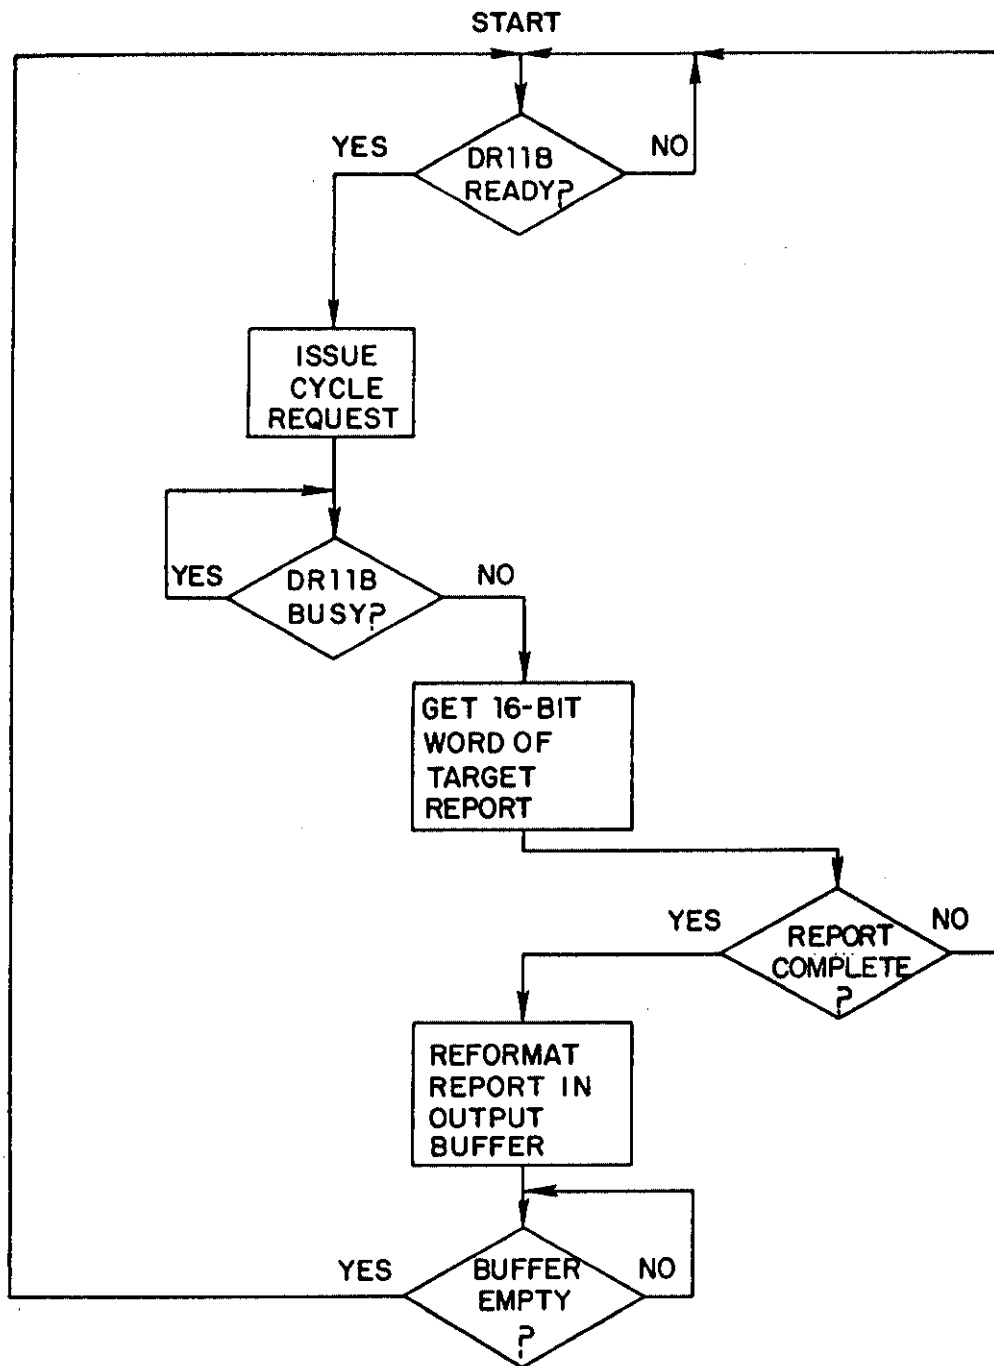 START
YES
NO
DR11B
READY?
ISSUE
CYCLE
REQUEST
YES
DR11B
BUSY?
NO
GET 16-BIT
WORD OF
TARGET
REPORT
YES
NO
REPORT
COMPLETE
?
REFORMAT
REPORT IN
OUTPUT
BUFFER
YES
BUFFER
EMPTY
?
NO